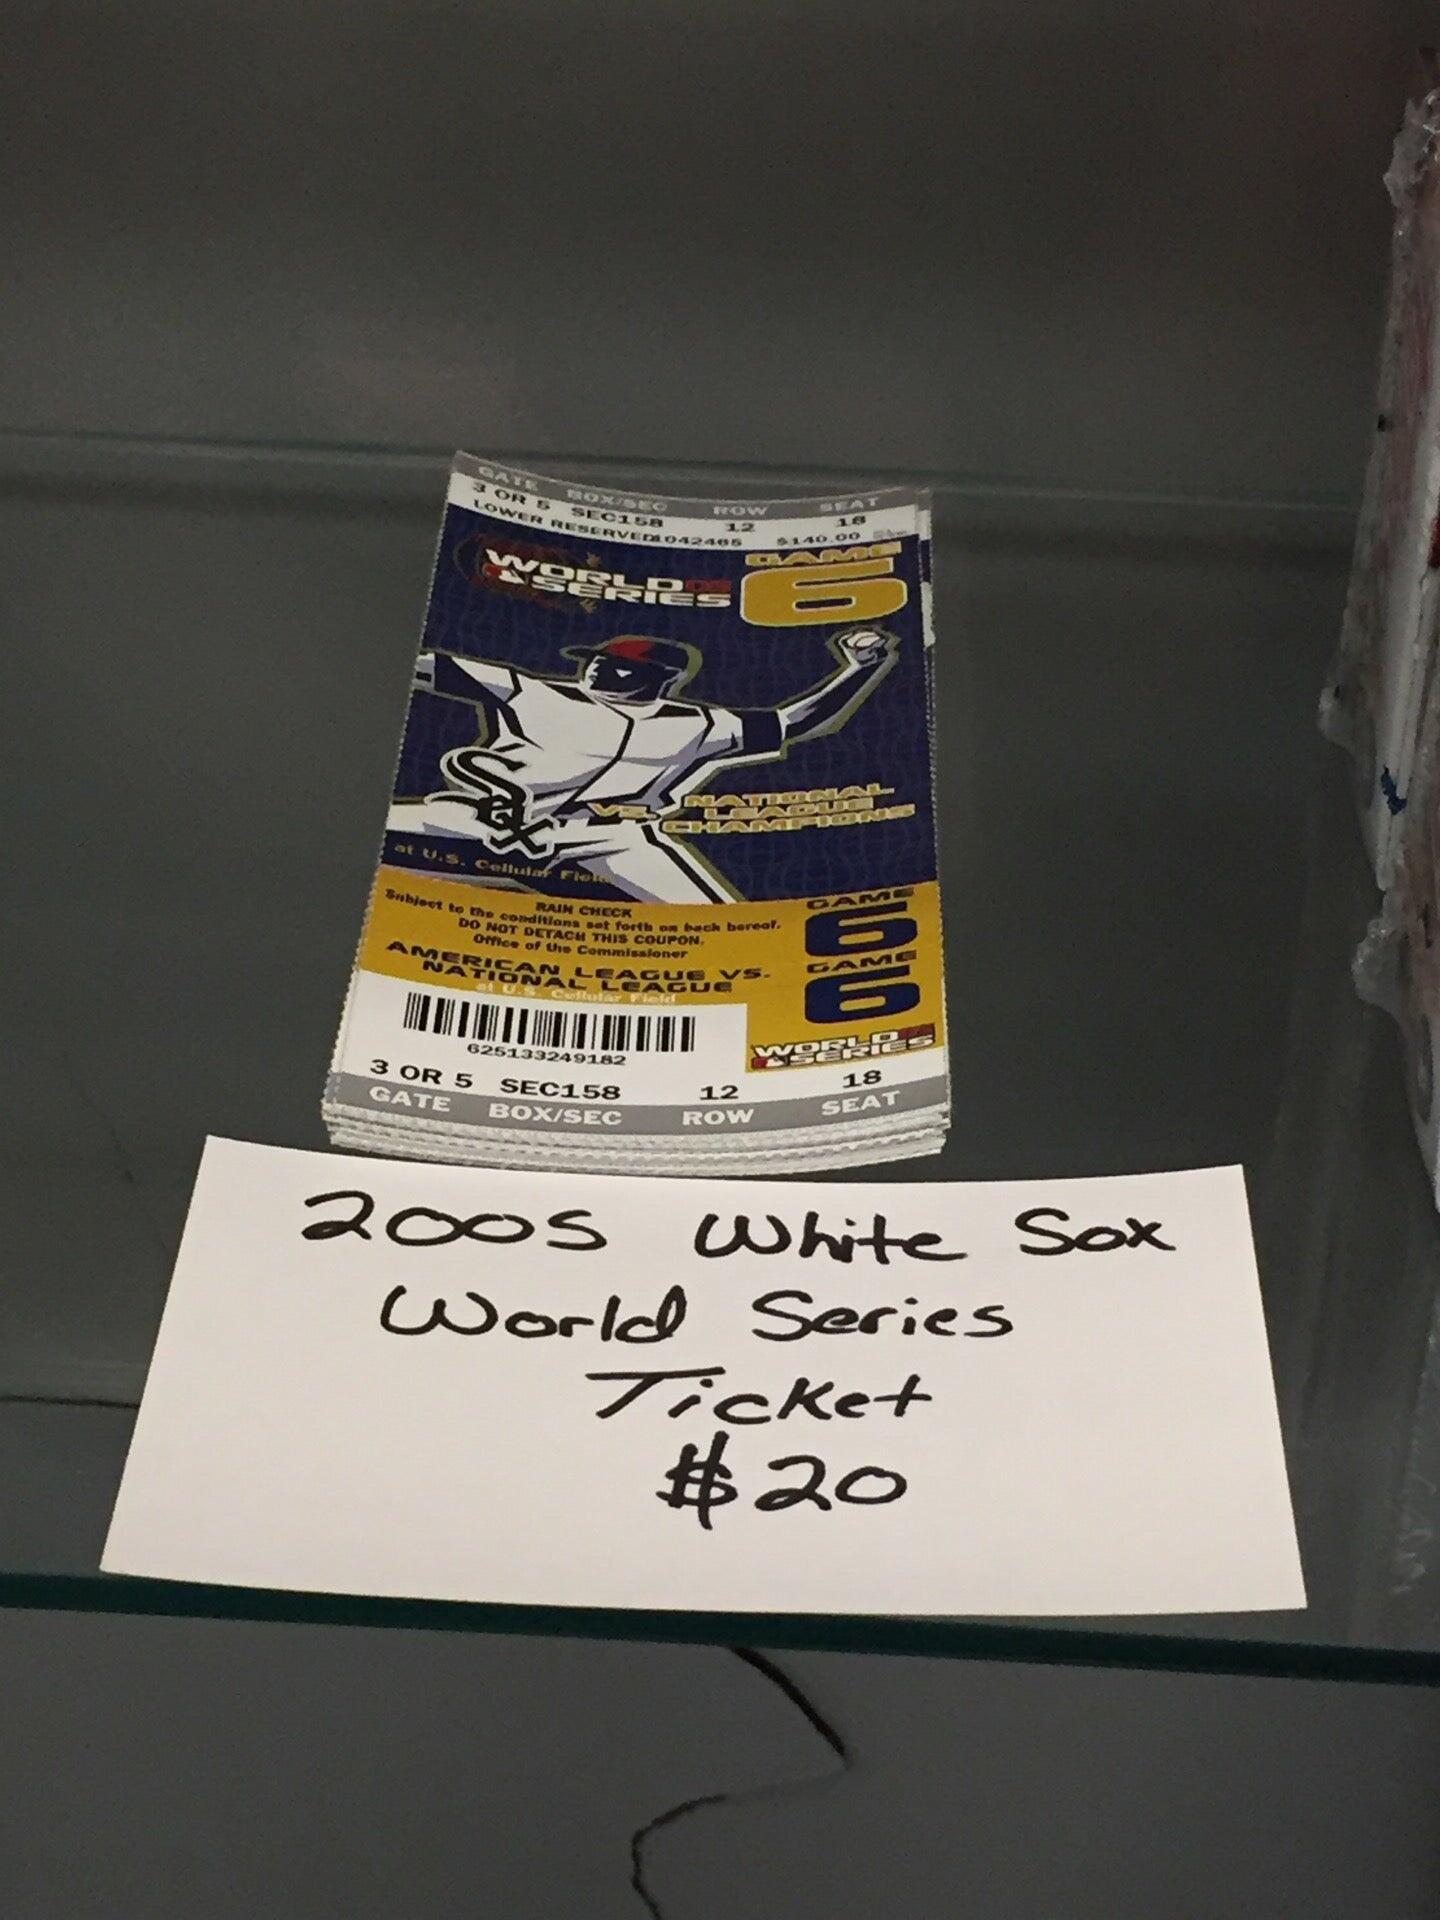 GATE BOX/SEC ROW SEAT
3 OR 5 SEC158 12 18
LOWER RESERVED 1042465 $140.00
WORLD 05 SERIES
GAME
6
Sox
VS. NATIONAL
LEAGUE
CHAMPIONS
at U.S. Cellular Field
RAIN CHECK
Subject to the conditions set forth on back hereof.
DO NOT DETACH THIS COUPON.
Office of the Commissioner
AMERICAN LEAGUE VS.
NATIONAL LEAGUE
at U.S. Cellular Field
GAME
6
GAME
6
WORLD 05 SERIES
625133249182
3 OR 5 SEC158 12 18
GATE BOX/SEC ROW SEAT
2005 White Sox
World Series
Ticket
$20